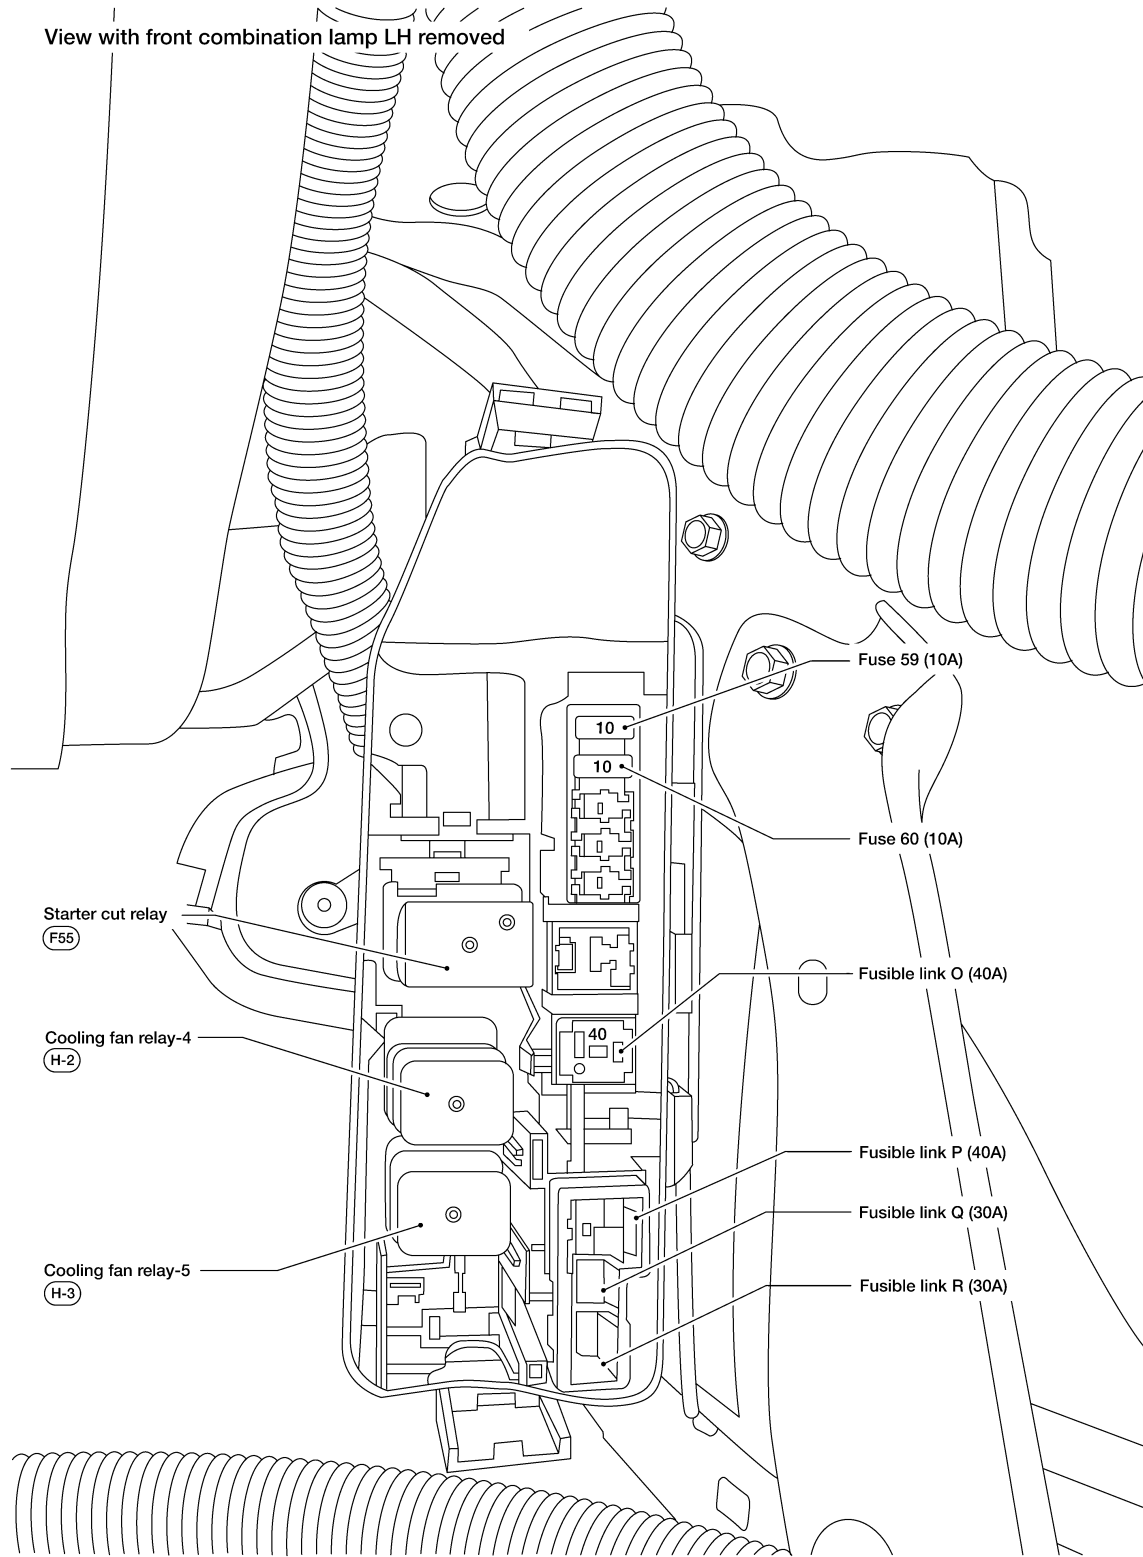 View with front combination lamp LH removed
Fuse 59 (10A)
10
10
Fuse 60 (10A)
Starter cut relay
F55
Fusible link O (40A)
40
Cooling fan relay-4
H-2
Fusible link P (40A)
Fusible link Q (30A)
Cooling fan relay-5
H-3
Fusible link R (30A)